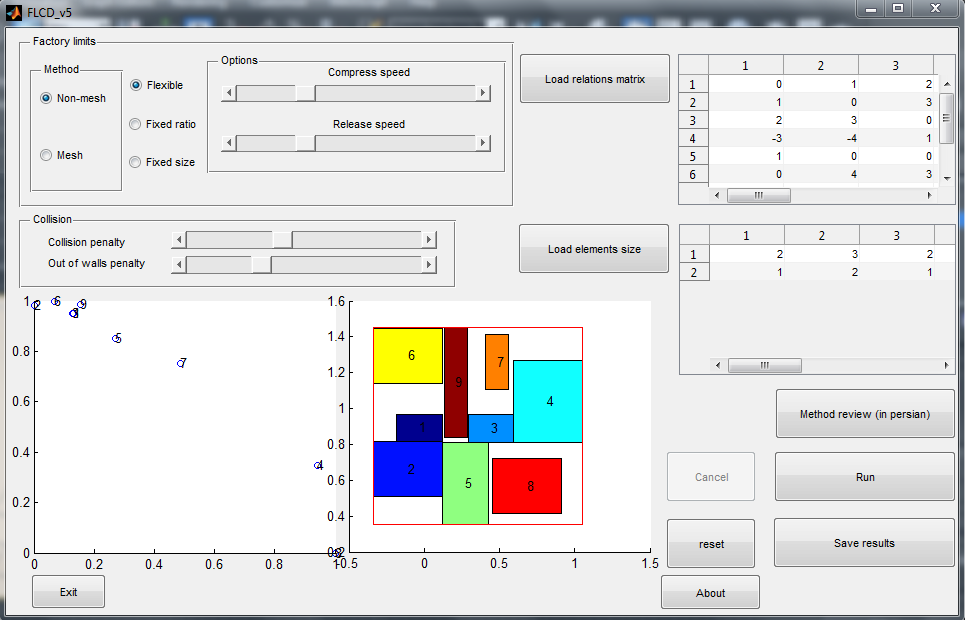 FLCD_v5
Factory limits
Method
Non-mesh
Mesh
Flexible
Fixed ratio
Fixed size
Options
Compress speed
Release speed
Load relations matrix
1 2 3
1 0 1 2
2 1 0 3
3 2 3 0
4 -3 -4 1
5 1 0 0
6 0 4 3
Collision
Collision penalty
Out of walls penalty
Load elements size
1 2 3
1 2 3 2
2 1 2 1
1
0.8
0.6
0.4
0.2
0
0 0.2 0.4 0.6 0.8 1
2 6 9
5
7
4
1.6
1.4
1.2
1
0.8
0.6
0.4
0.2
-0.5 0 0.5 1 1.5
6 9 7 4
1 3
2 5 8
Method review (in persian)
Cancel
Run
reset
Save results
Exit
About